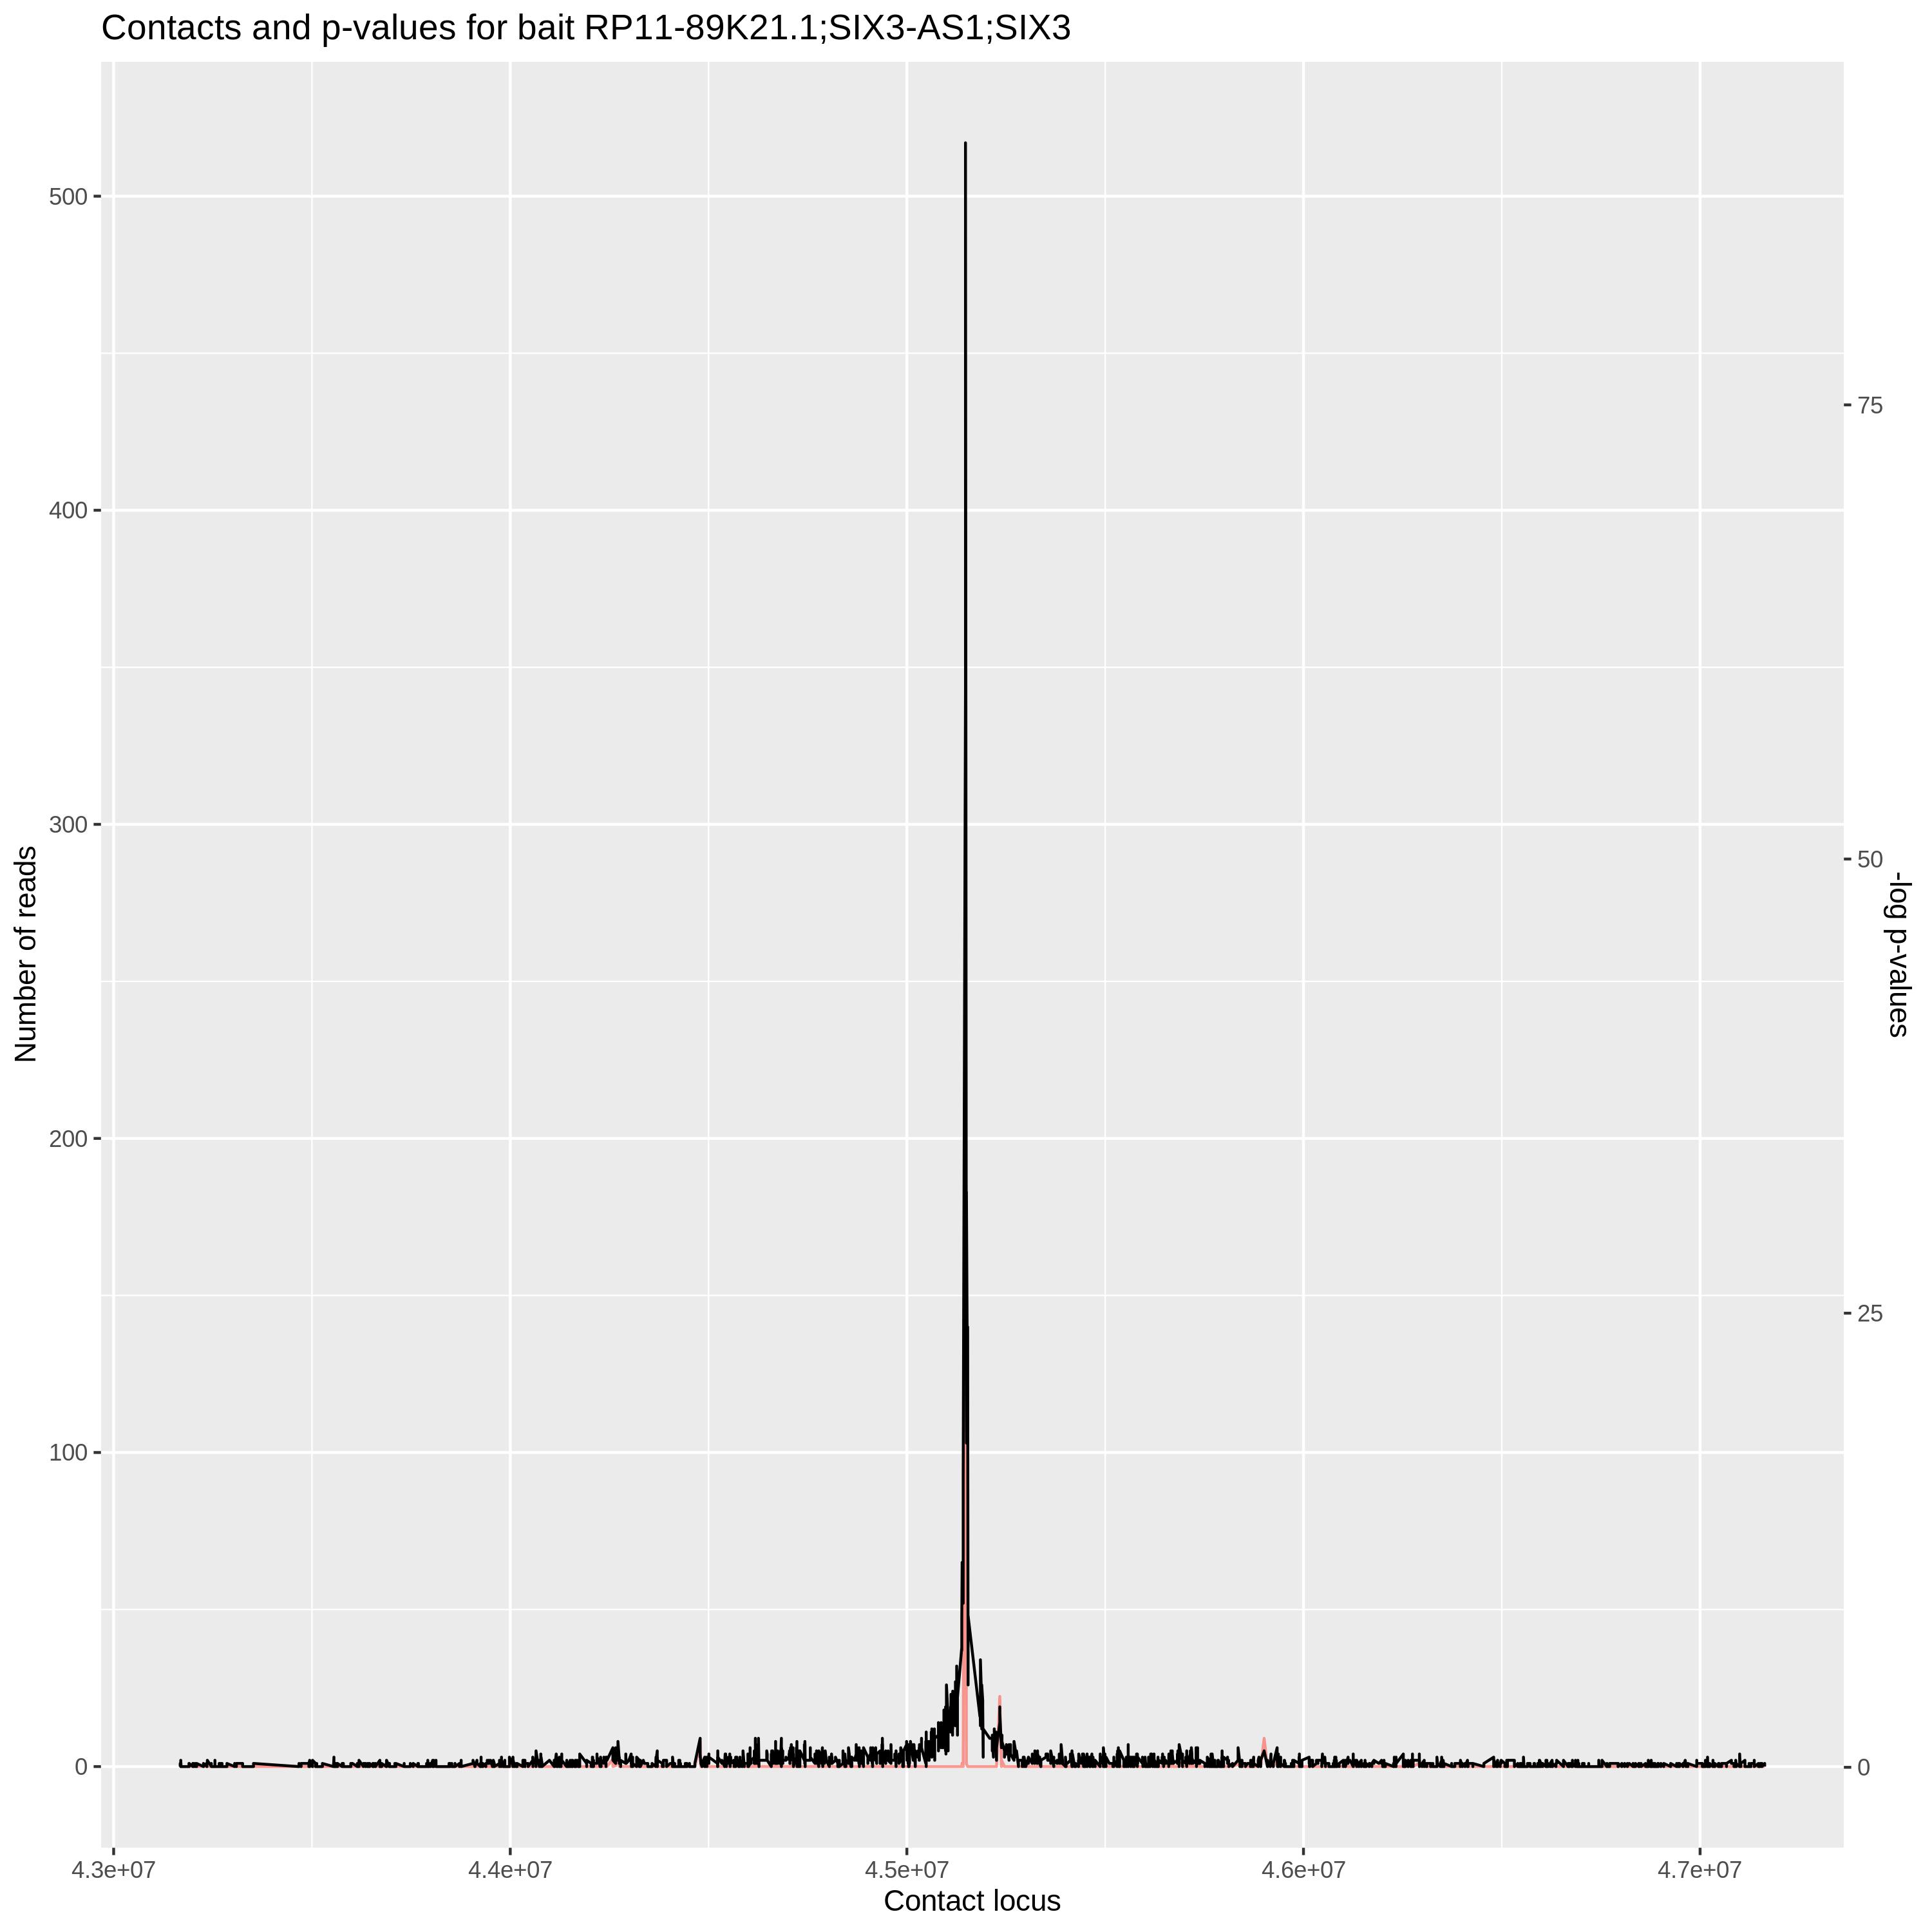 Contacts and p-values for bait RP11-89K21.1;SIX3-AS1;SIX3
500
400
300
200
100
0
Number of reads
75
50
25
0
-log p-values
4.3e+07 4.4e+07 4.5e+07 4.6e+07 4.7e+07
Contact locus